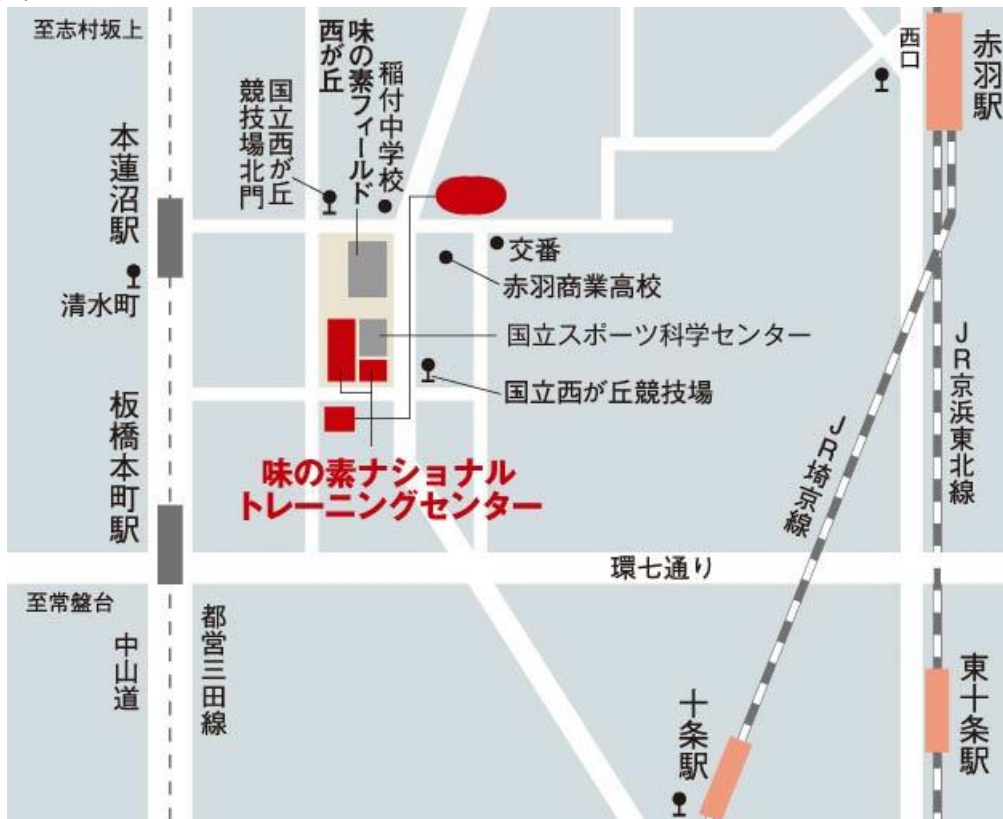 至志村坂上
本蓮沼駅
清水町
板橋本町駅
至常盤台
中山道
都営三田線
国立西が丘
競技場北門
味の素フィールド
西が丘
稲付中学校
交番
赤羽商業高校
国立スポーツ科学センター
国立西が丘競技場
味の素ナショナル
トレーニングセンター
環七通り
西口
赤羽駅
JR京浜東北線
JR埼京線
十条駅
東十条駅